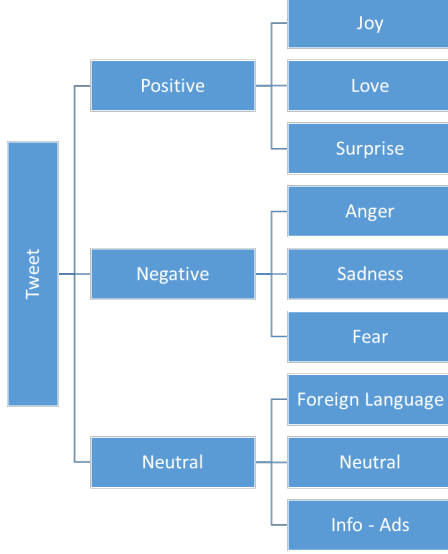 Tweet
Positive
Joy
Love
Surprise
Negative
Anger
Sadness
Fear
Neutral
Foreign Language
Neutral
Info - Ads